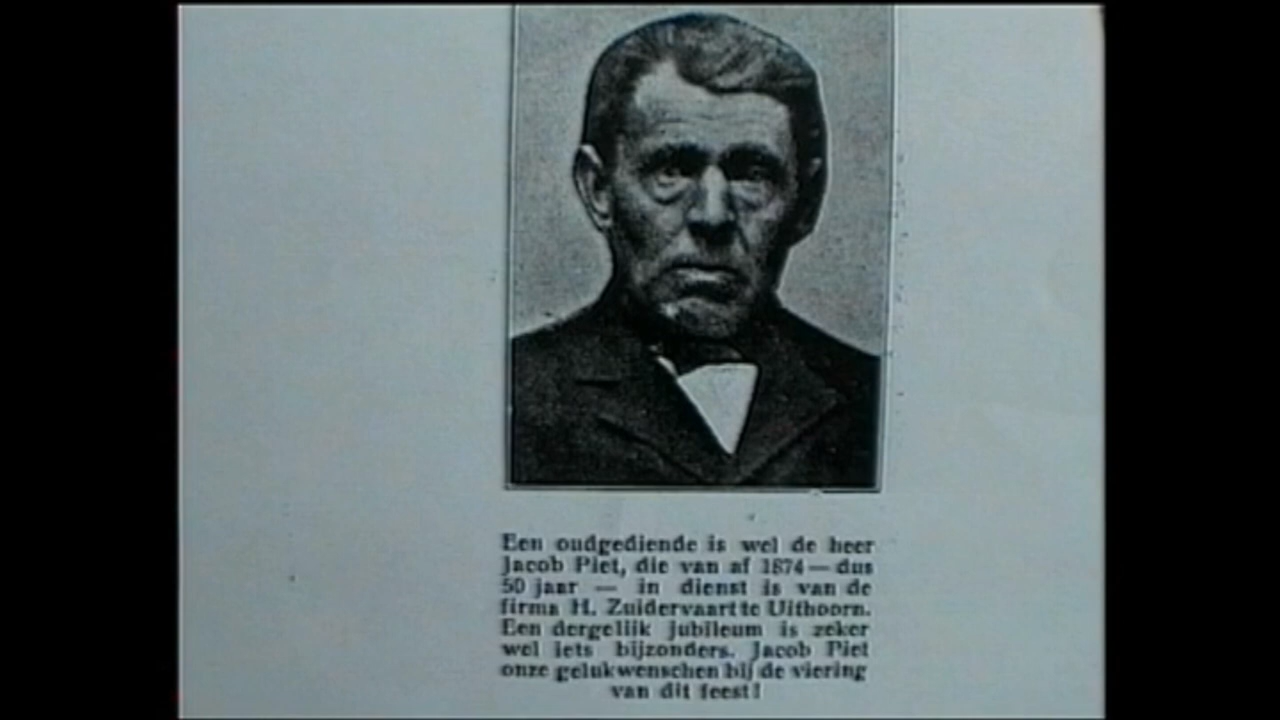 Een oudgediende is wel de heer
Jacob Piet, die van af 1874 — dus
50 jaar — in dienst is van de
firma H. Zuidervaart te Uithoorn.
Een dergelijk jubileum is zeker
wel iets bijzonders. Jacob Piet
onze gelukwenschen bij de viering
van dit feest!